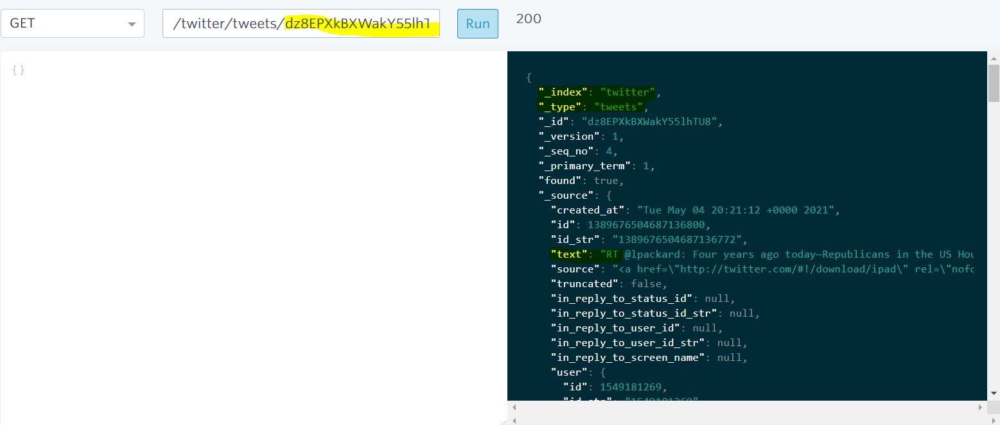 GET
/twitter/tweets/dz8EPXkBXWakY55lhT
Run
200
{ }
{
"_index": "twitter",
"_type": "tweets",
"_id": "dz8EPXkBXWakY55lhTU8",
"_version": 1,
"_seq_no": 4,
"_primary_term": 1,
"found": true,
"_source": {
"created_at": "Tue May 04 20:21:12 +0000 2021",
"id": 1389676504687136800,
"id_str": "1389676504687136772",
"text": "RT @lpackard: Four years ago today—Republicans in the US Hou
"source": "<a href=\"http://twitter.com/#!/download/ipad\" rel=\"nofo
"truncated": false,
"in_reply_to_status_id": null,
"in_reply_to_status_id_str": null,
"in_reply_to_user_id": null,
"in_reply_to_user_id_str": null,
"in_reply_to_screen_name": null,
"user": {
"id": 1549181269,
"id_str": "1549181269"